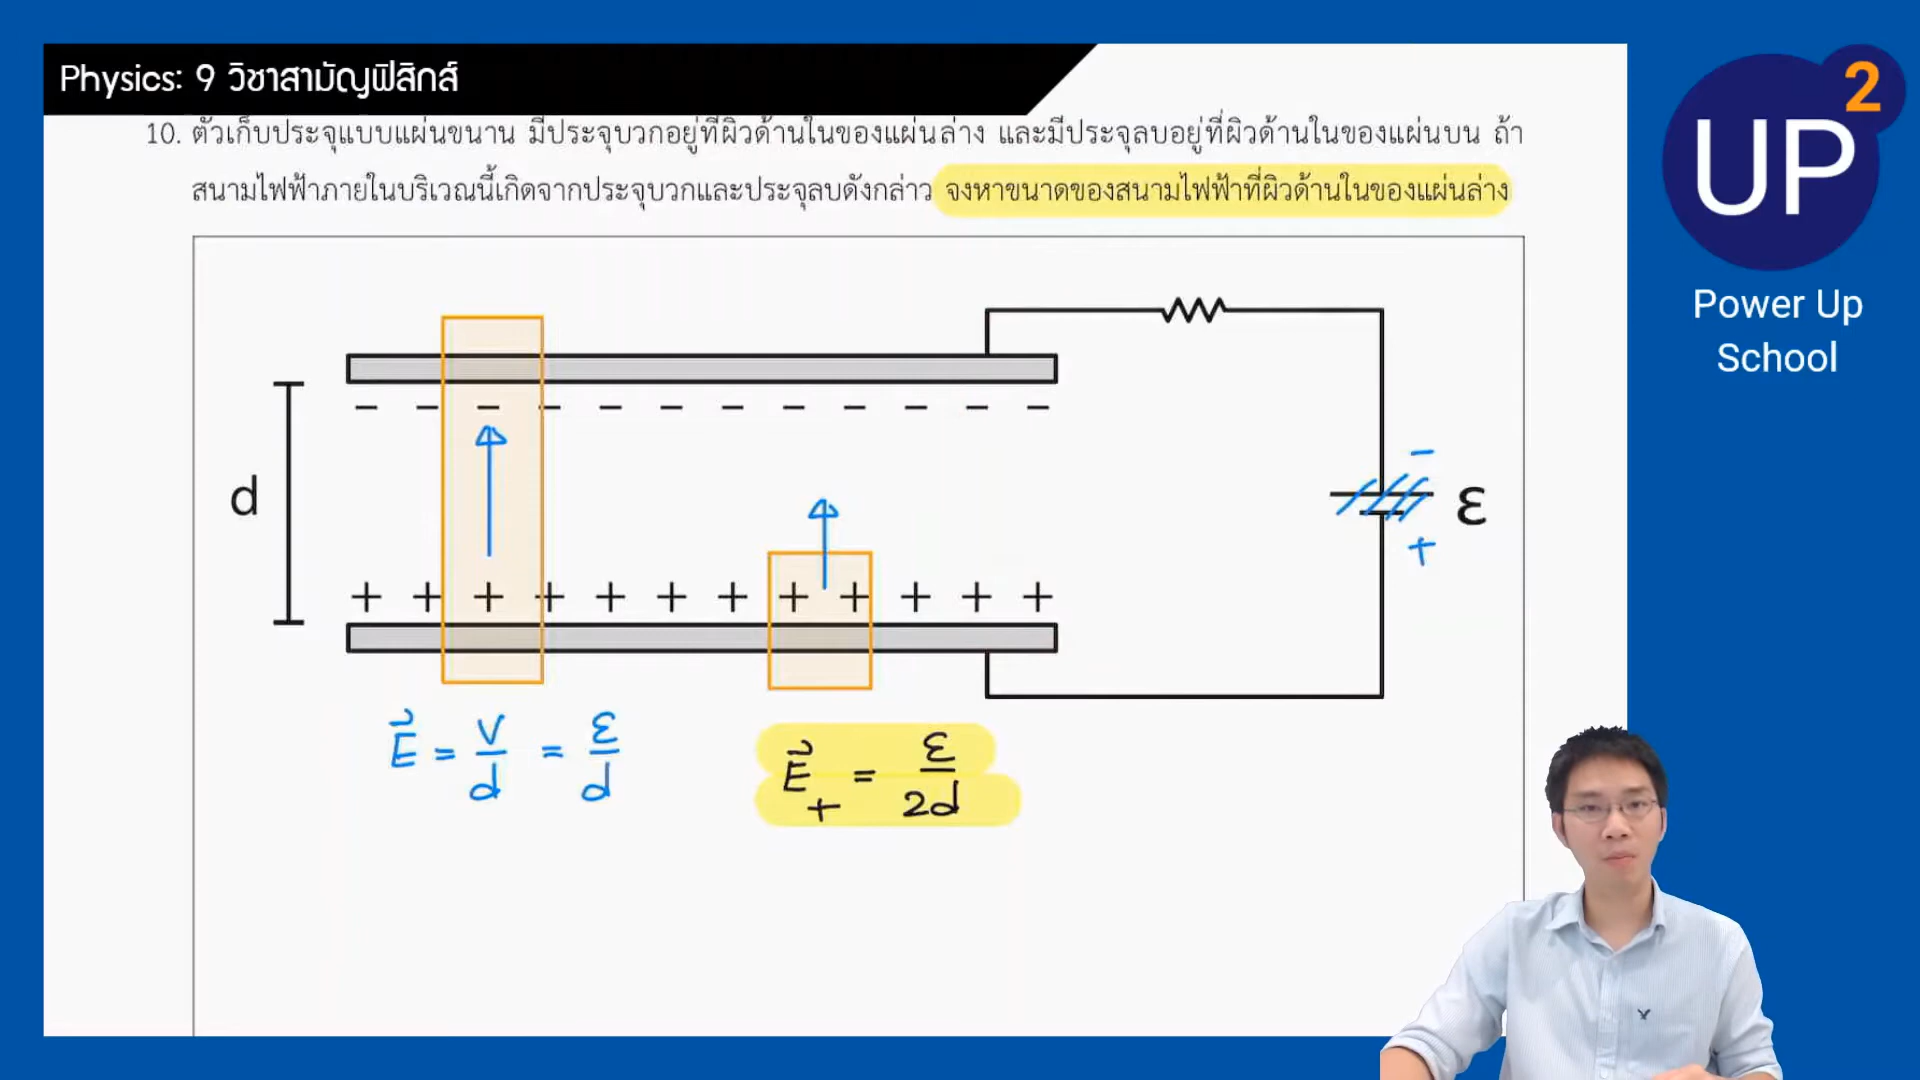 Physics: 9 วิชาสามัญฟิสิกส์
UP2
Power Up
School
10. ตัวเก็บประจุแบบแผ่นขนาน มีประจุบวกอยู่ที่ผิวด้านในของแผ่นล่าง และมีประจุลบอยู่ที่ผิวด้านในของแผ่นบน ถ้า
สนามไฟฟ้าภายในบริเวณนี้เกิดจากประจุบวกและประจุลบดังกล่าว จงหาขนาดของสนามไฟฟ้าที่ผิวด้านในของแผ่นล่าง
− − − − − − − − − − − −
d
−
ε
+
+ + + + + + + + + + + +
E⃗ = V/d = ε/d
E⃗+ = ε/2d